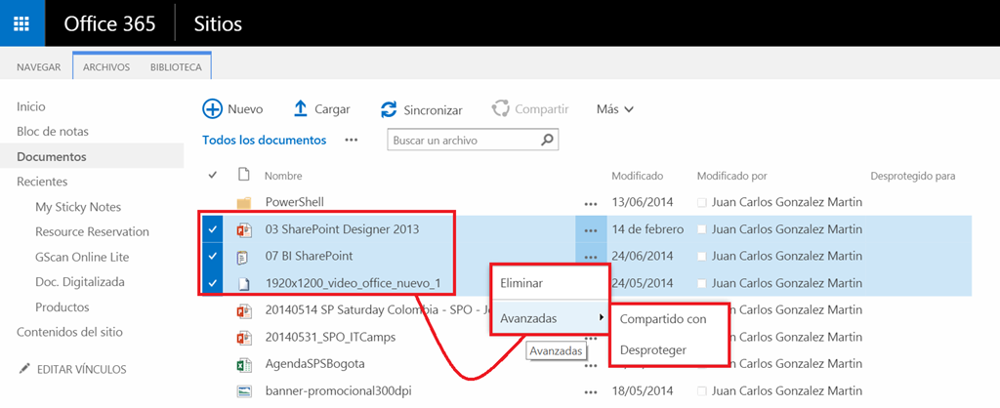 Office 365 Sitios
NAVEGAR ARCHIVOS BIBLIOTECA
Inicio
Bloc de notas
Documentos
Recientes
My Sticky Notes
Resource Reservation
GScan Online Lite
Doc. Digitalizada
Productos
Contenidos del sitio
EDITAR VÍNCULOS
Nuevo Cargar Sincronizar Compartir Más
Todos los documentos ••• Buscar un archivo
Nombre Modificado Modificado por Desprotegido para
PowerShell ••• 13/06/2014 Juan Carlos Gonzalez Martin
03 SharePoint Designer 2013 ••• 14 de febrero Juan Carlos Gonzalez Martin
07 BI SharePoint ••• 24/06/2014 Juan Carlos Gonzalez Martin
1920x1200_video_office_nuevo_1 24/05/2014 Juan Carlos Gonzalez Martin
20140514 SP Saturday Colombia - SPO - J Gonzalez Martin
20140531_SPO_ITCamps Gonzalez Martin
AgendaSPSBogota ••• Juan Carlos Gonzalez Martin
banner-promocional300dpi ••• 18/05/2014 Juan Carlos Gonzalez Martin
Eliminar
Avanzadas
Avanzadas
Compartido con
Desproteger